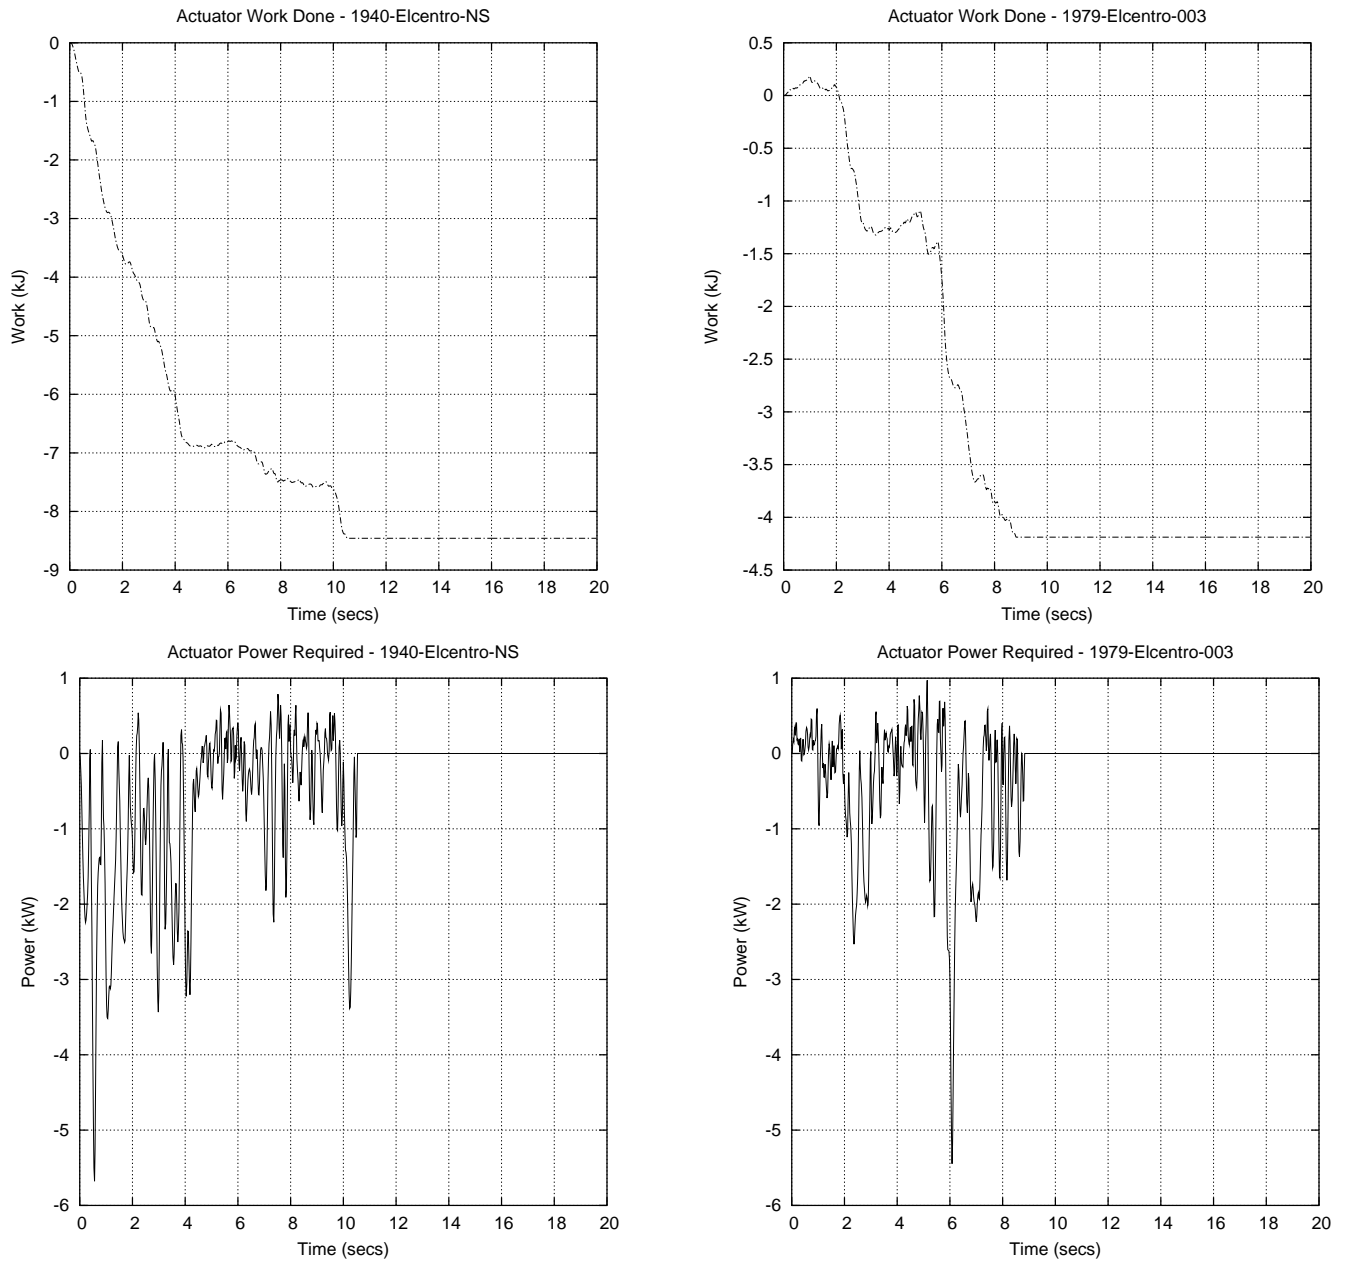 Actuator Work Done - 1940-Elcentro-NS
0
-1
-2
-3
-4
-5
-6
-7
-8
-9
Work (kJ)
0 2 4 6 8 10 12 14 16 18 20
Time (secs)
Actuator Work Done - 1979-Elcentro-003
0.5
0
-0.5
-1
-1.5
-2
-2.5
-3
-3.5
-4
-4.5
Work (kJ)
0 2 4 6 8 10 12 14 16 18 20
Time (secs)
Actuator Power Required - 1940-Elcentro-NS
1
0
-1
-2
-3
-4
-5
-6
Power (kW)
0 2 4 6 8 10 12 14 16 18 20
Time (secs)
Actuator Power Required - 1979-Elcentro-003
1
0
-1
-2
-3
-4
-5
-6
Power (kW)
0 2 4 6 8 10 12 14 16 18 20
Time (secs)